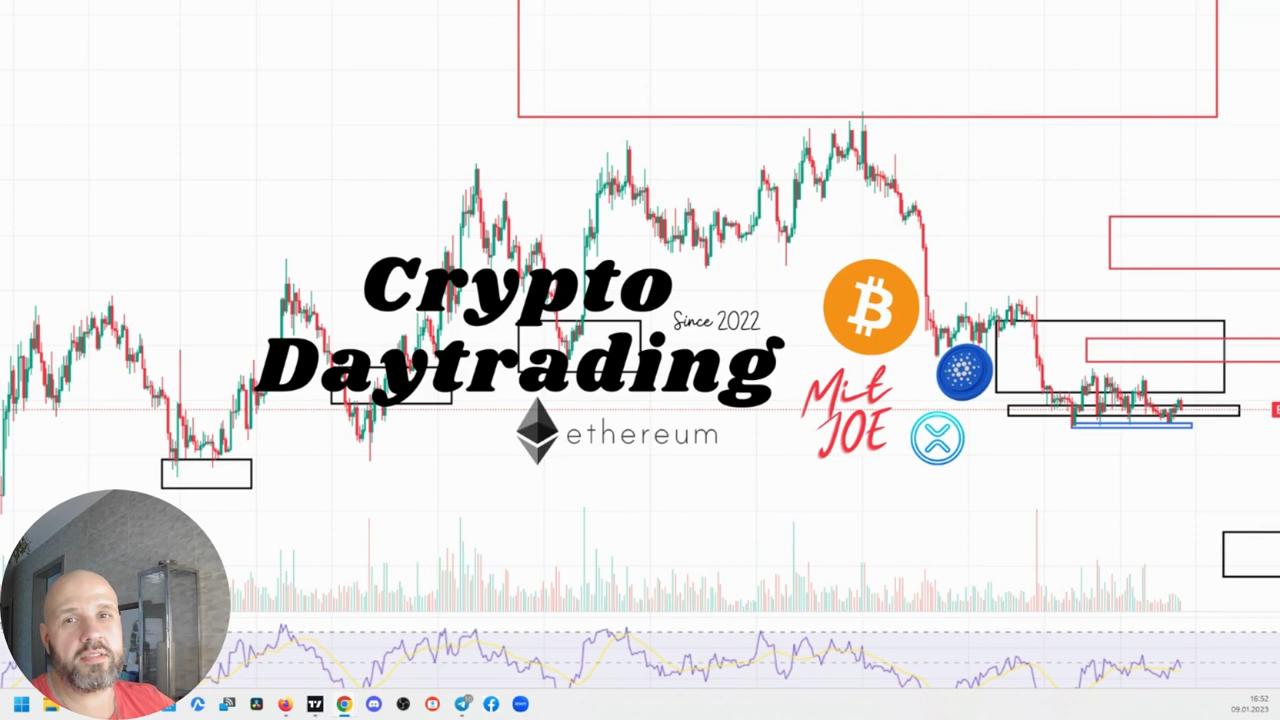 Crypto
Since 2022
Daytrading
Mit
JOE
ethereum
16:52
09.01.2023